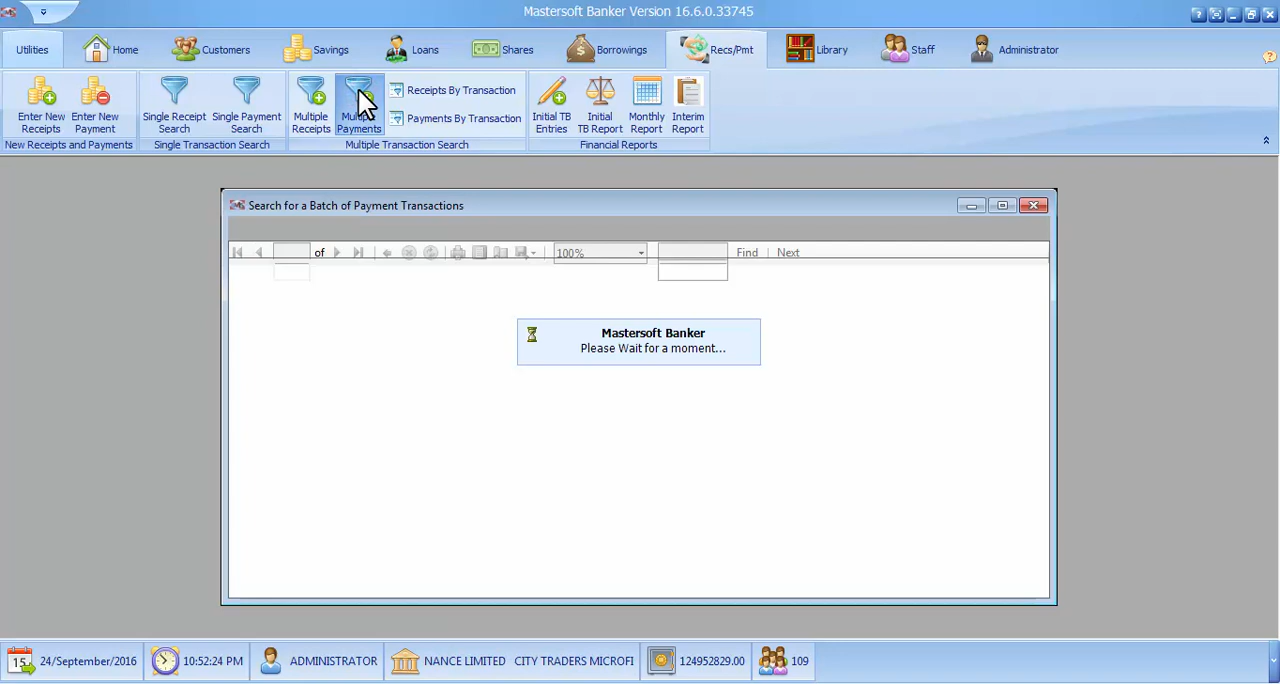 Mastersoft Banker Version 16.6.0.33745
Utilities
Home
Customers
Savings
Loans
Shares
Borrowings
Recs/Pmt
Library
Staff
Administrator
Enter New
Receipts
Enter New
Payment
New Receipts and Payments
Single Receipt
Search
Single Payment
Search
Single Transaction Search
Multiple
Receipts
Payments
Receipts By Transaction
Payments By Transaction
Multiple Transaction Search
Initial TB
Entries
Initial
TB Report
Monthly
Report
Interim
Report
Financial Reports
Search for a Batch of Payment Transactions
of
100%
Find
Next
Mastersoft Banker
Please Wait for a moment...
15
24/September/2016
10:52:24 PM
ADMINISTRATOR
NANCE LIMITED CITY TRADERS MICROFI
124952829.00
109